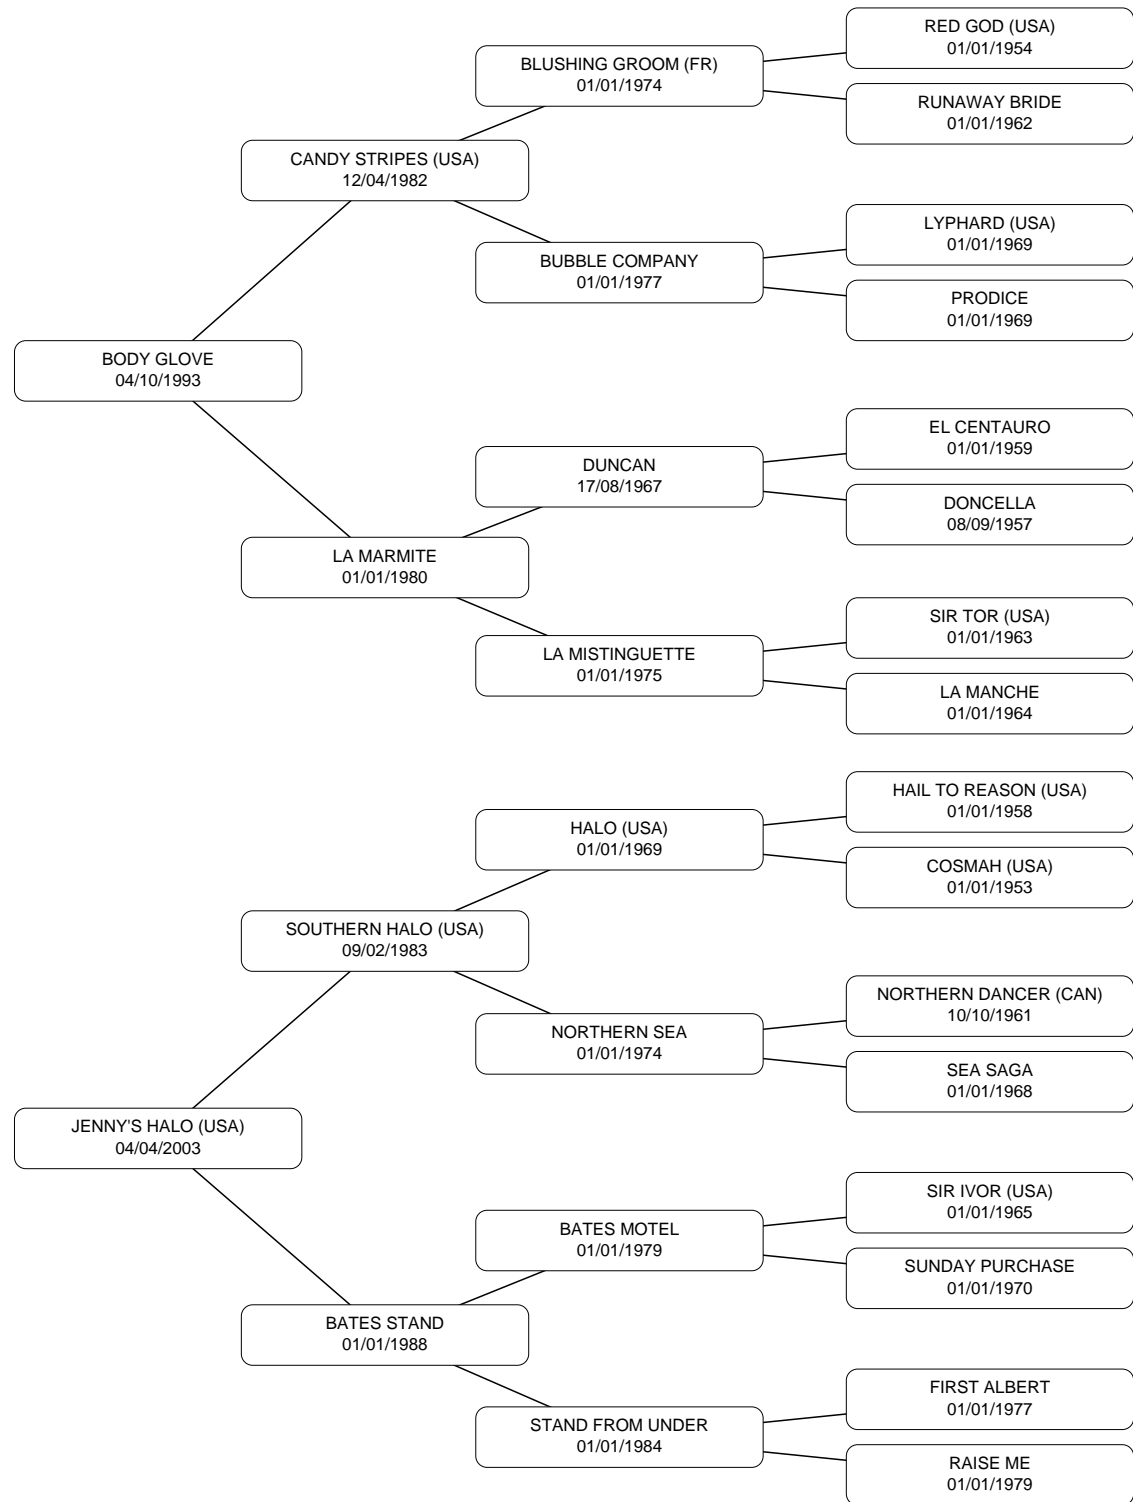 RED GOD (USA)
01/01/1954
BLUSHING GROOM (FR)
01/01/1974
RUNAWAY BRIDE
01/01/1962
CANDY STRIPES (USA)
12/04/1982
LYPHARD (USA)
01/01/1969
BUBBLE COMPANY
01/01/1977
PRODICE
01/01/1969
BODY GLOVE
04/10/1993
EL CENTAURO
01/01/1959
DUNCAN
17/08/1967
DONCELLA
08/09/1957
LA MARMITE
01/01/1980
SIR TOR (USA)
01/01/1963
LA MISTINGUETTE
01/01/1975
LA MANCHE
01/01/1964
HAIL TO REASON (USA)
01/01/1958
HALO (USA)
01/01/1969
COSMAH (USA)
01/01/1953
SOUTHERN HALO (USA)
09/02/1983
NORTHERN DANCER (CAN)
10/10/1961
NORTHERN SEA
01/01/1974
SEA SAGA
01/01/1968
JENNY'S HALO (USA)
04/04/2003
SIR IVOR (USA)
01/01/1965
BATES MOTEL
01/01/1979
SUNDAY PURCHASE
01/01/1970
BATES STAND
01/01/1988
FIRST ALBERT
01/01/1977
STAND FROM UNDER
01/01/1984
RAISE ME
01/01/1979